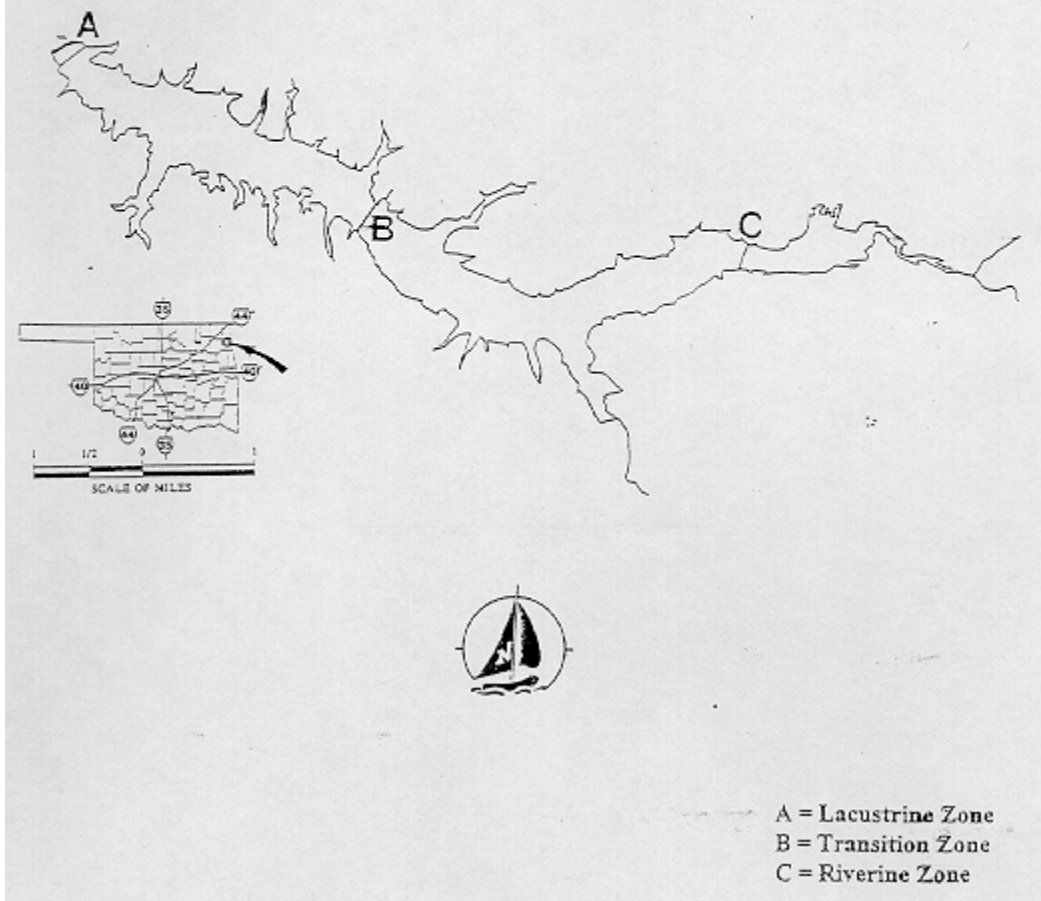 A
B
C
35
44
40
40
44
35
1 1/2 0 1
SCALE OF MILES
N
A = Lacustrine Zone
B = Transition Zone
C = Riverine Zone